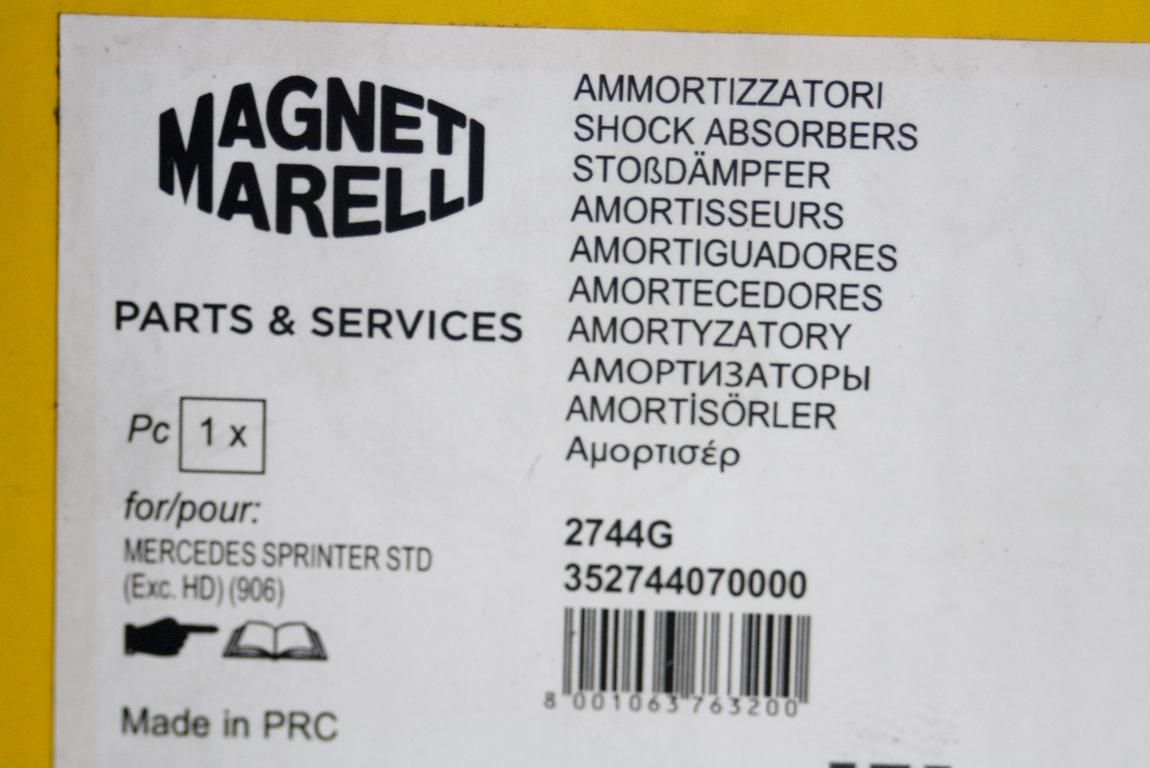 MAGNETI
MARELLI
PARTS & SERVICES
Pc 1 x
for/pour:
MERCEDES SPRINTER STD
(Exc. HD) (906)
Made in PRC
AMMORTIZZATORI
SHOCK ABSORBERS
STOßDÄMPFER
AMORTISSEURS
AMORTIGUADORES
AMORTECEDORES
AMORTYZATORY
АМОРТИЗАТОРЫ
AMORTİSÖRLER
Αμορτισέρ
2744G
352744070000
8 001063 763200